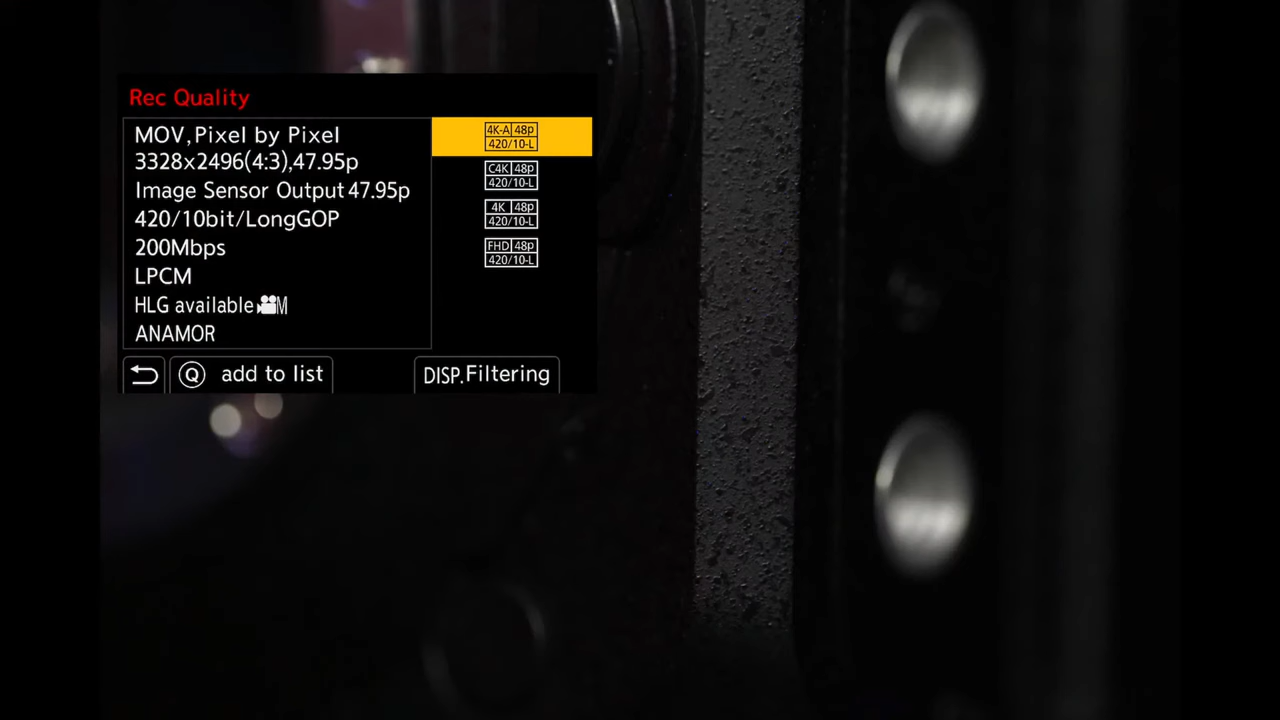 Rec Quality
MOV,Pixel by Pixel
3328x2496(4:3),47.95p
Image Sensor Output 47.95p
420/10bit/LongGOP
200Mbps
LPCM
HLG available M
ANAMOR
4K-A 48p
420/10-L
C4K 48p
420/10-L
4K 48p
420/10-L
FHD 48p
420/10-L
Q add to list
DISP.Filtering